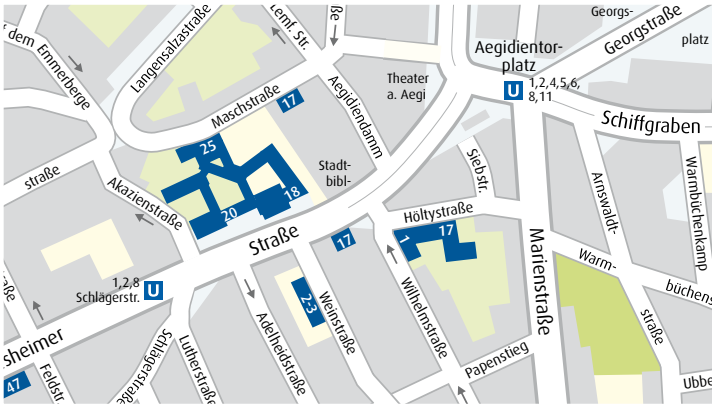 Georgs-
platz
Georgstraße
Aegidientor-
platz
U
1,2,4,5,6,
8,11
Theater
a. Aegi
Schiffgraben
Lemf. Str.
Langensalzastraße
dem Emmerberge
Maschstraße
17
Aegidiendamm
25
Stadt-
bibl-
18
20
Siebstr.
Arnswaldt-
straße
Warmbüchenkamp
straße
Akazienstraße
Höltystraße
1
17
Straße
17
Marienstraße
Warm-
büchens
1,2,8
Schlägerstr.
U
2-3
Weinstraße
Wilhelmstraße
Adelheidstraße
Papenstieg
raße
sheimer
Schlägerstraße
Lutherstraße
Feldstr.
47
Ubbe
ße